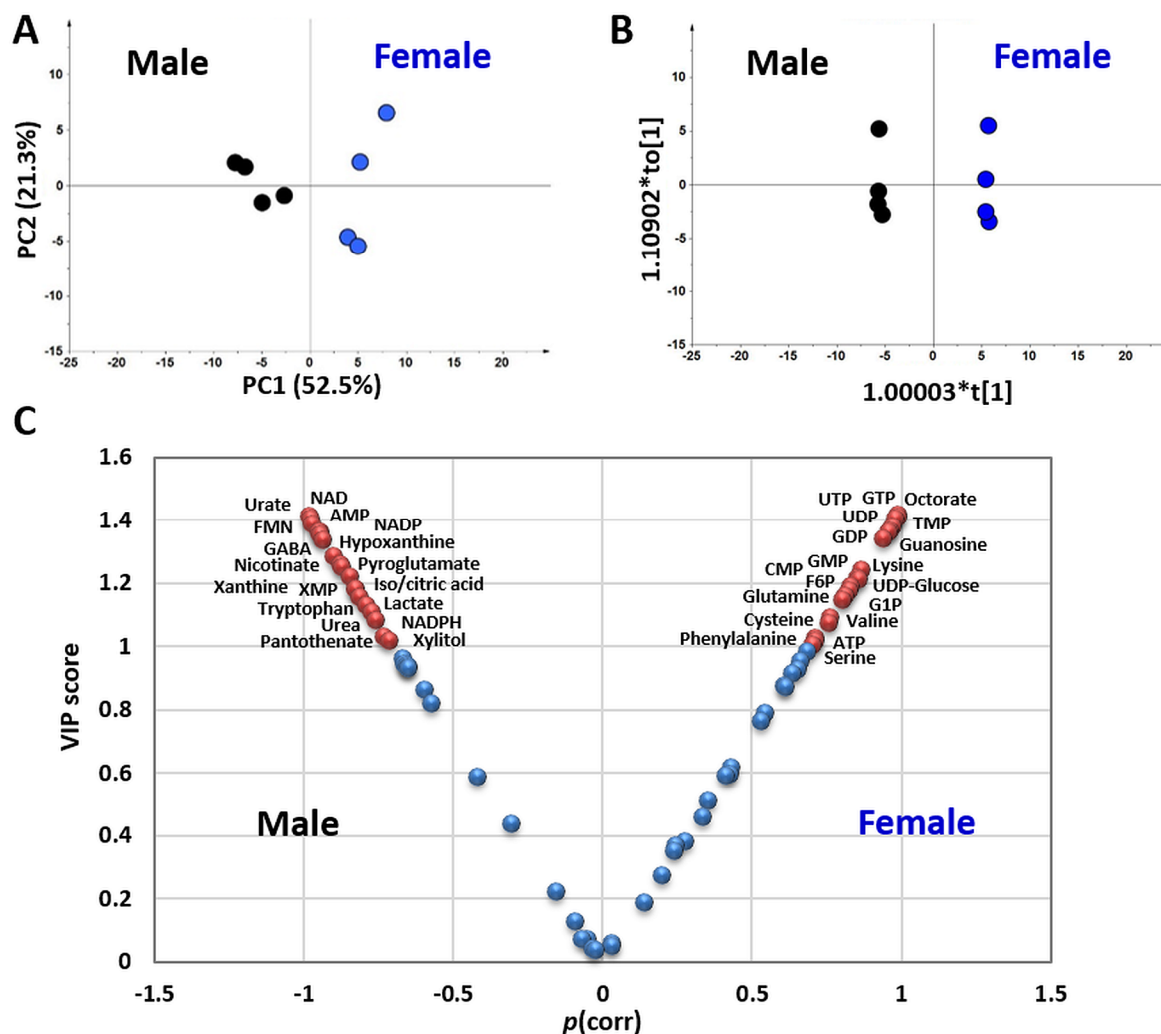 A
Male
Female
10
5
0
-5
-10
-15
-25
-20
-15
-10
-5
0
5
10
15
20
PC2 (21.3%)
PC1 (52.5%)
B
Male
Female
10
5
0
-5
-10
-15
-25
-20
-15
-10
-5
0
5
10
15
20
1.10902*to[1]
1.00003*t[1]
C
1.6
1.4
1.2
1
0.8
0.6
0.4
0.2
0
VIP score
Urate
NAD
FMN
AMP
NADP
GABA
Hypoxanthine
Nicotinate
Pyroglutamate
Xanthine
XMP
Iso/citric acid
Tryptophan
Lactate
Urea
NADPH
Pantothenate
Xylitol
UTP
GTP
Octorate
UDP
TMP
GDP
Guanosine
CMP
GMP
Lysine
F6P
UDP-Glucose
Glutamine
G1P
Cysteine
Valine
Phenylalanine
ATP
Serine
Male
Female
-1.5
-1
-0.5
0
0.5
1
1.5
p(corr)